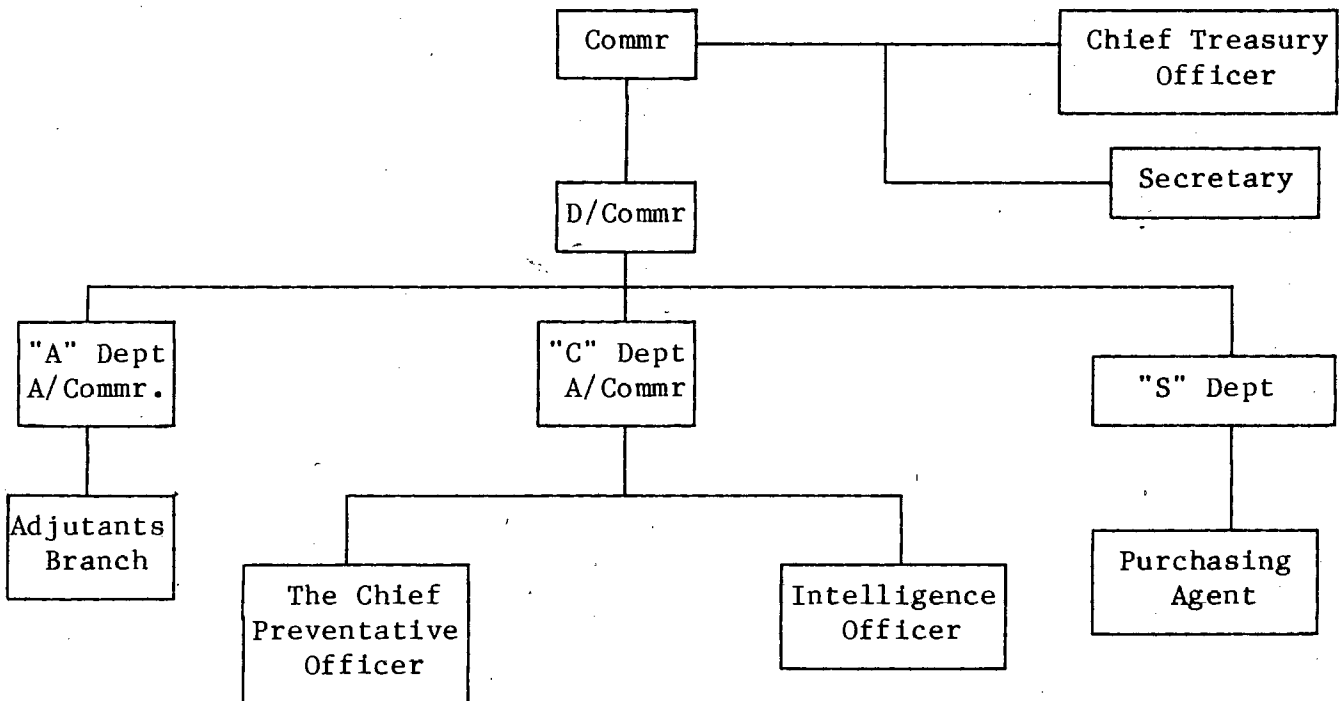 Commr
Chief Treasury
Officer
Secretary
D/Commr
"A" Dept
A/Commr.
"C" Dept
A/Commr
"S" Dept
Adjutants
Branch
The Chief
Preventative
Officer
Intelligence
Officer
Purchasing
Agent